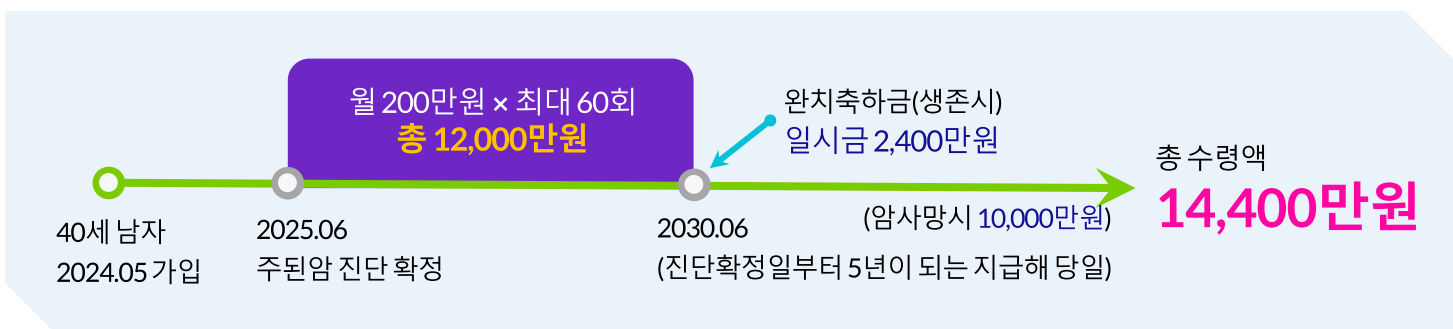 월 200만원 × 최대 60회
총 12,000만원
완치축하금(생존시)
일시금 2,400만원
총 수령액
14,400만원
(암사망시 10,000만원)
40세 남자
2024.05 가입
2025.06
주된암 진단 확정
2030.06
(진단확정일부터 5년이 되는 지급해 당일)